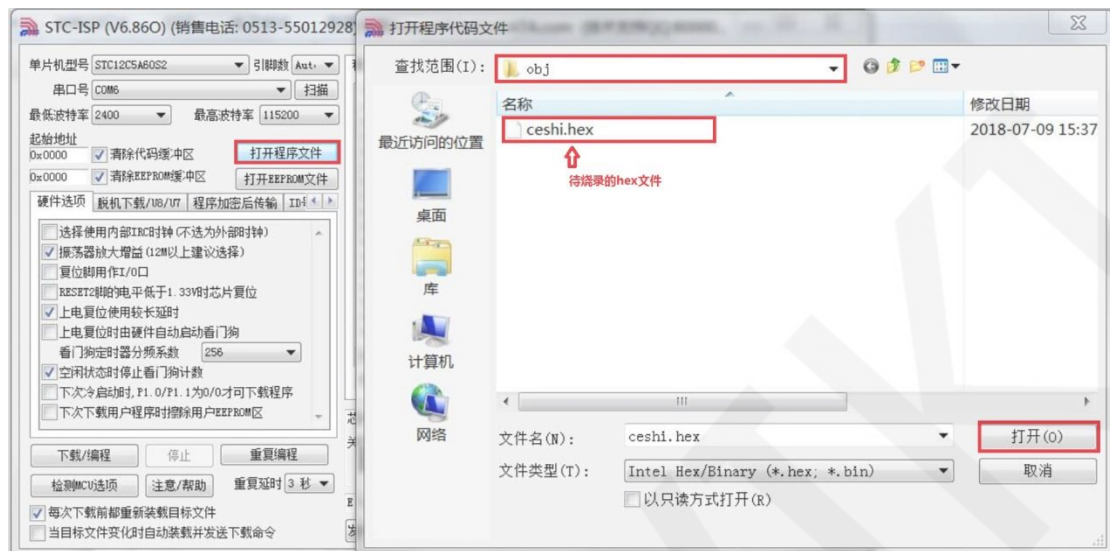 STC-ISP (V6.86O) (销售电话: 0513-55012928)
单片机型号 STC12C5A60S2 引脚数 Aut
串口号 COM6 扫描
最低波特率 2400 最高波特率 115200
起始地址
0x0000 清除代码缓冲区 打开程序文件
0x0000 清除EEPROM缓冲区 打开EEPROM文件
硬件选项 脱机下载/U8/U7 程序加密后传输
选择使用内部IRC时钟(不选为外部时钟)
振荡器放大增益(12M以上建议选择)
复位脚用作I/O口
RESET2脚的电平低于1.33V时芯片复位
上电复位使用较长延时
上电复位时由硬件自动启动看门狗
看门狗定时器分频系数 256
空闲状态时停止看门狗计数
下次冷启动时,P1.0/P1.1为0/0才可下载程序
下次下载用户程序时擦除用户EEPROM区
下载/编程 停止 重复编程
检测MCU选项 注意/帮助 重复延时 3 秒
每次下载前都重新装载目标文件
当目标文件变化时自动装载并发送下载命令
打开程序代码文件
查找范围(I): obj
名称 修改日期
ceshi.hex 2018-07-09 15:37
待烧录的hex文件
最近访问的位置
桌面
库
计算机
网络
文件名(N): ceshi.hex 打开(O)
文件类型(T): Intel Hex/Binary (*.hex; *.bin) 取消
以只读方式打开(R)